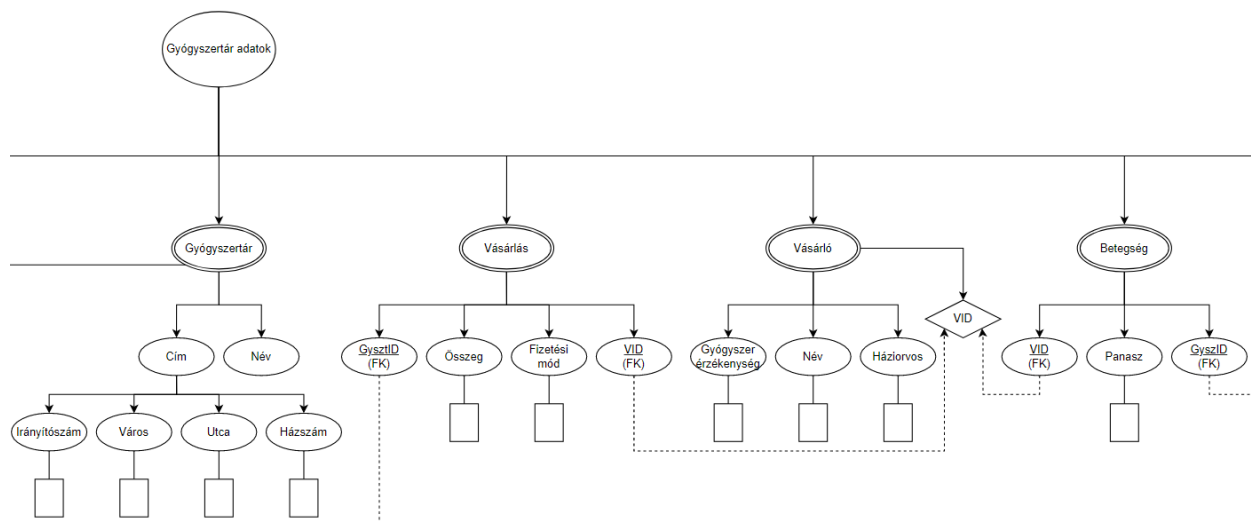 Gyógyszertár adatok
Gyógyszertár
Vásárlás
Vásárló
Betegség
VID
Cím
Név
GysztID
(FK)
Összeg
Fizetési
mód
VID
(FK)
Gyógyszer
érzékenység
Név
Háziorvos
VID
(FK)
Panasz
GyszID
(FK)
Irányítószám
Város
Utca
Házszám